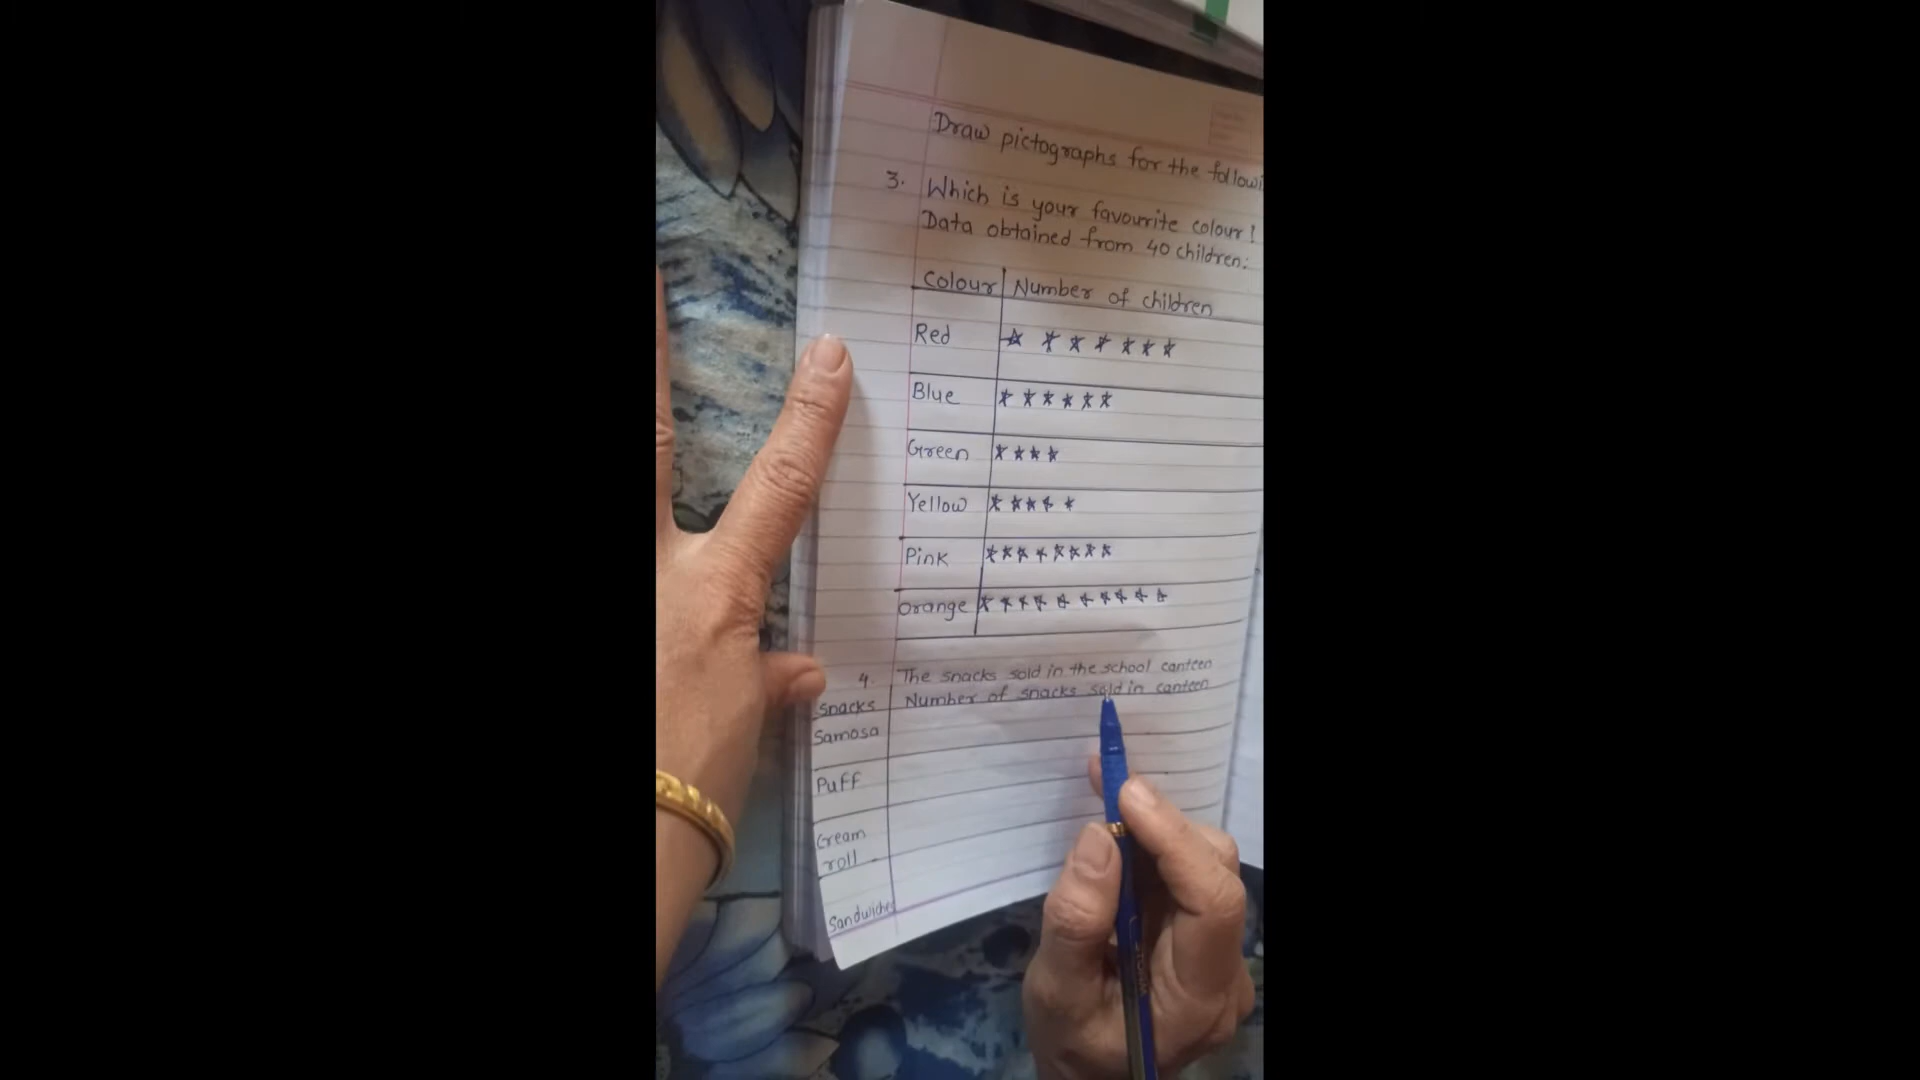 Draw pictographs for the followi
3. Which is your favourite colour!
Data obtained from 40 children:
Colour Number of children
Red
Blue
Green
Yellow
Pink
Orange
4. The snacks sold in the school canteen
Snacks Number of snacks sold in canteen
Samosa
Puff
Cream
roll
Sandwiches